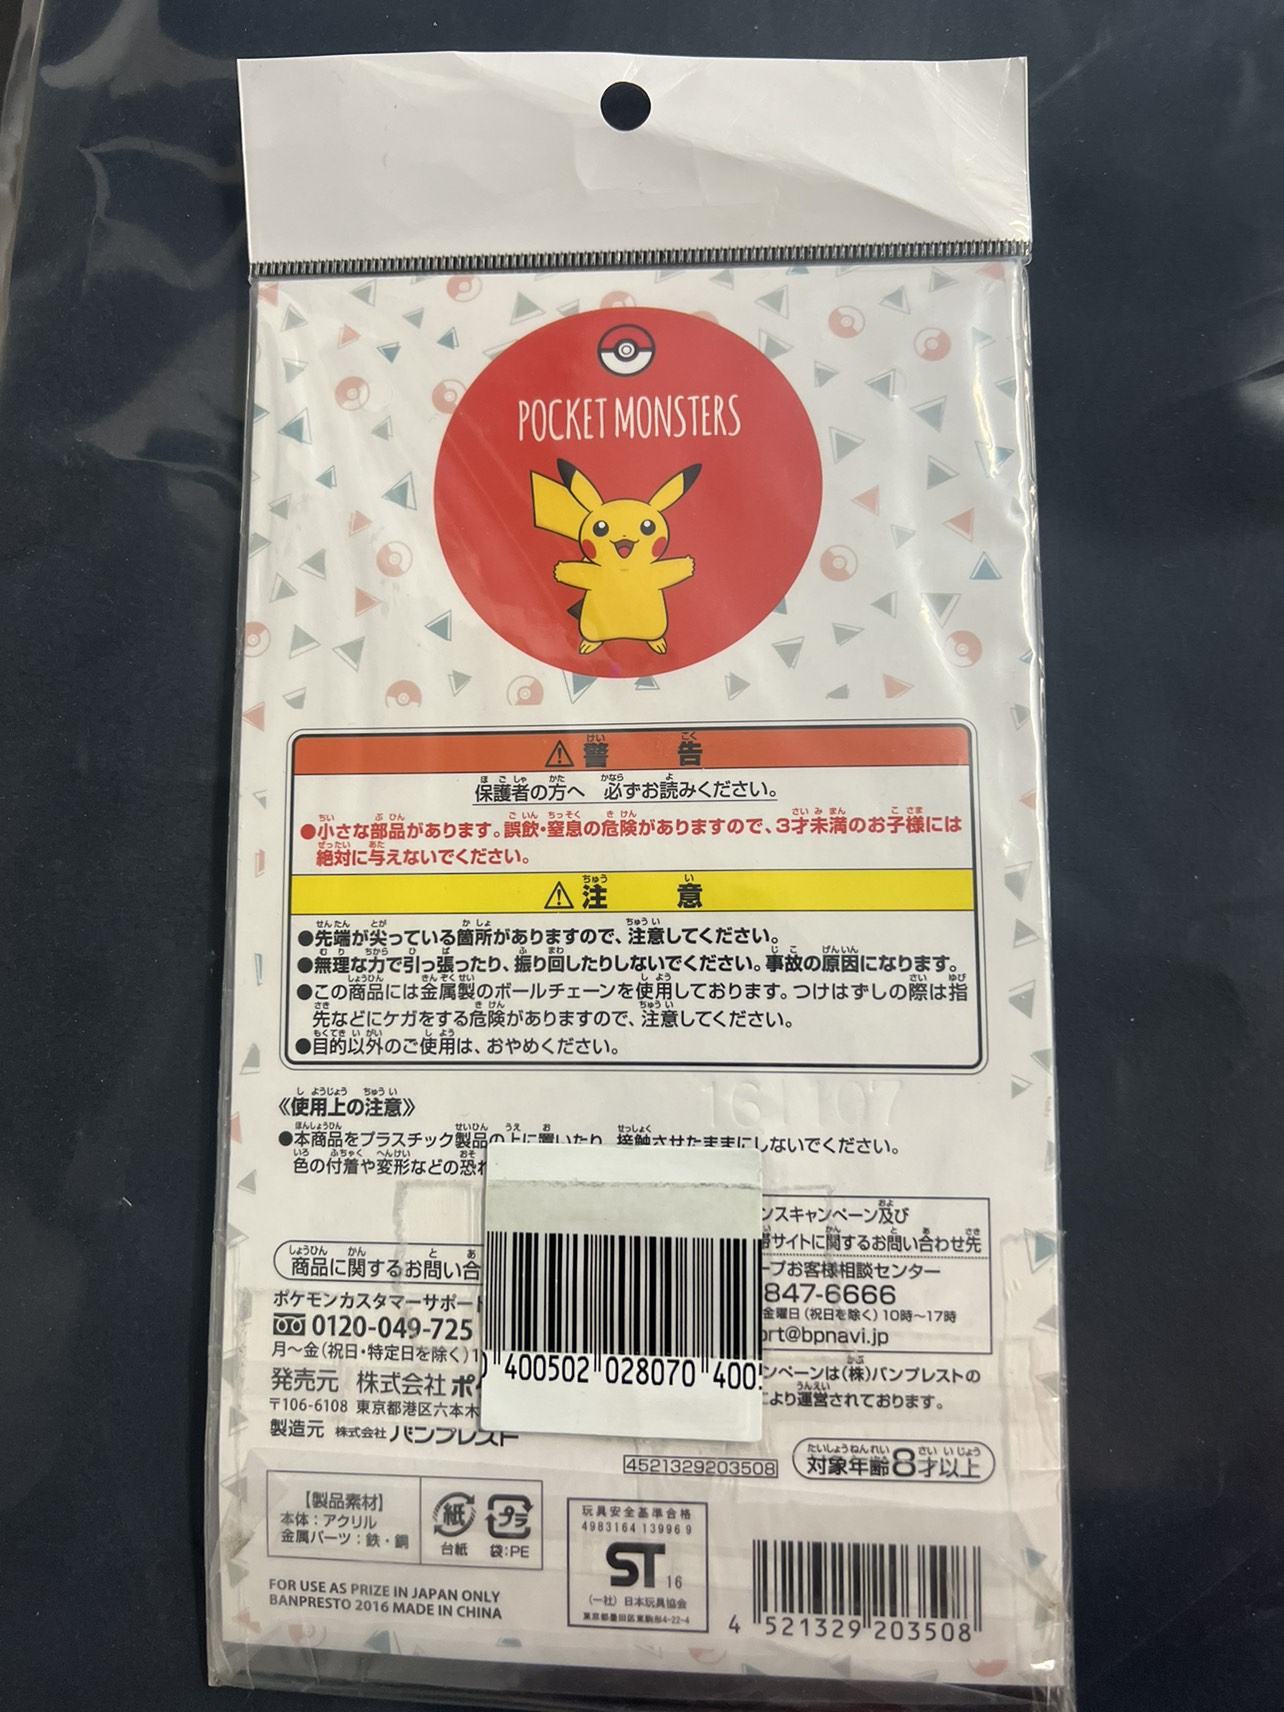 POCKET MONSTERS
⚠警告
保護者の方へ 必ずお読みください。
●小さな部品があります。誤飲・窒息の危険がありますので、3才未満のお子様には
絶対に与えないでください。
⚠注意
●先端が尖っている箇所がありますので、注意してください。
●無理な力で引っ張ったり、振り回したりしないでください。事故の原因になります。
●この商品には金属製のボールチェーンを使用しております。つけはずしの際は指
先などにケガをする危険がありますので、注意してください。
●目的以外のご使用は、おやめください。
161107
《使用上の注意》
●本商品をプラスチック製品の上に置いたり、接触させたままにしないでください。
色の付着や変形などの恐れ
商品に関するお問い合
ポケモンカスタマーサポート
0120-049-725
月~金(祝日・特定日を除く)1
発売元 株式会社ポケ
〒106-6108 東京都港区六本木
製造元 株式会社バンプレスト
ンスキャンペーン及び
サイトに関するお問い合わせ先
ープお客様相談センター
847-6666
金曜日(祝日を除く)10時~17時
ort@bpnavi.jp
ンペーンは(株)バンプレストの
により運営されております。
400502 028070 400
4521329203508
対象年齢8才以上
【製品素材】
本体:アクリル
金属パーツ:鉄・鋼
紙
台紙
プラ
袋:PE
玩具安全基準合格
4983164 13996 9
ST 16
(一社)日本玩具協会
東京都墨田区東駒形4-22-4
FOR USE AS PRIZE IN JAPAN ONLY
BANPRESTO 2016 MADE IN CHINA
4 521329 203508